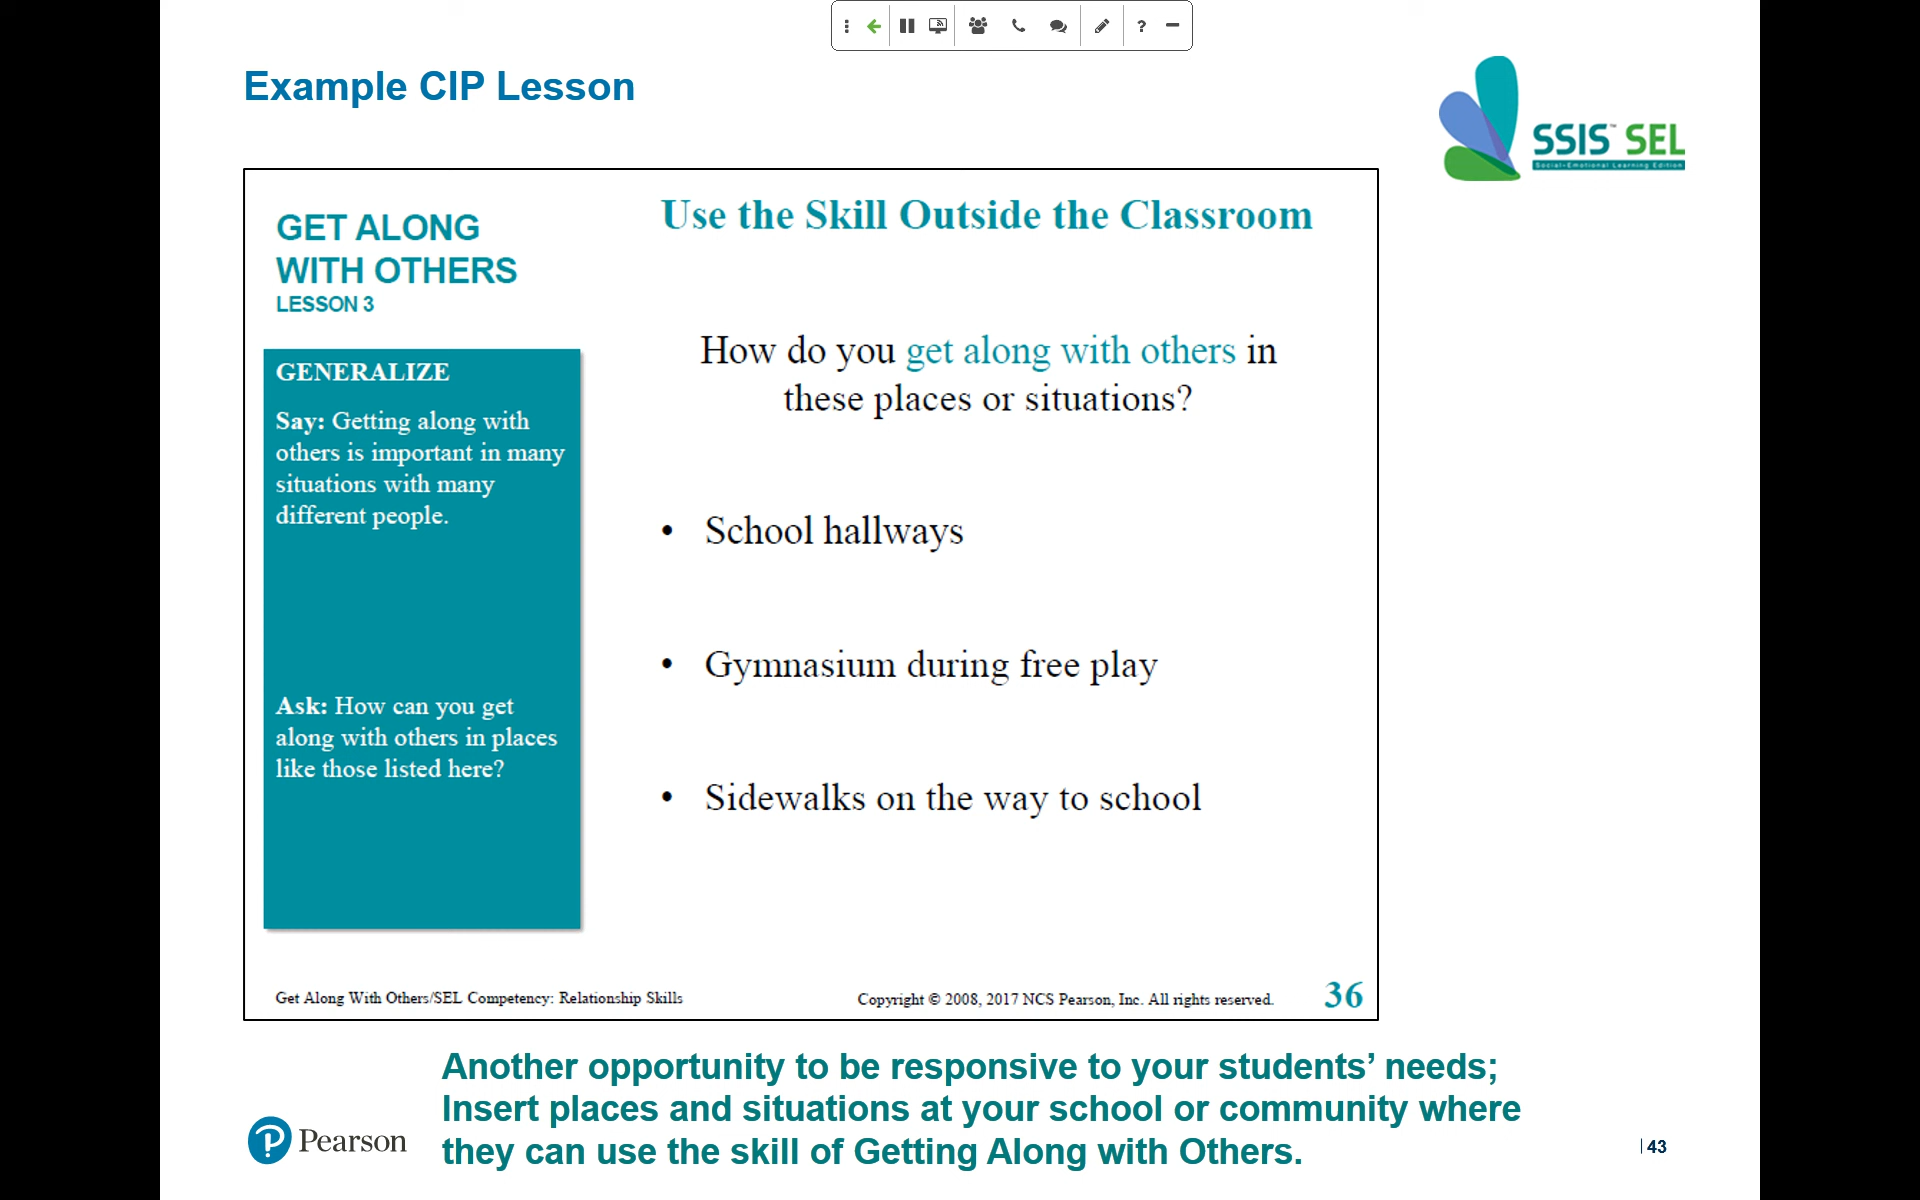 Example CIP Lesson
SSIS™ SEL
Social-Emotional Learning Edition
GET ALONG
WITH OTHERS
LESSON 3
GENERALIZE
Say: Getting along with
others is important in many
situations with many
different people.
Ask: How can you get
along with others in places
like those listed here?
Use the Skill Outside the Classroom
How do you get along with others in
these places or situations?
• School hallways
• Gymnasium during free play
• Sidewalks on the way to school
Get Along With Others/SEL Competency: Relationship Skills
Copyright © 2008, 2017 NCS Pearson, Inc. All rights reserved.
36
Another opportunity to be responsive to your students’ needs;
Insert places and situations at your school or community where
they can use the skill of Getting Along with Others.
Pearson
| 43